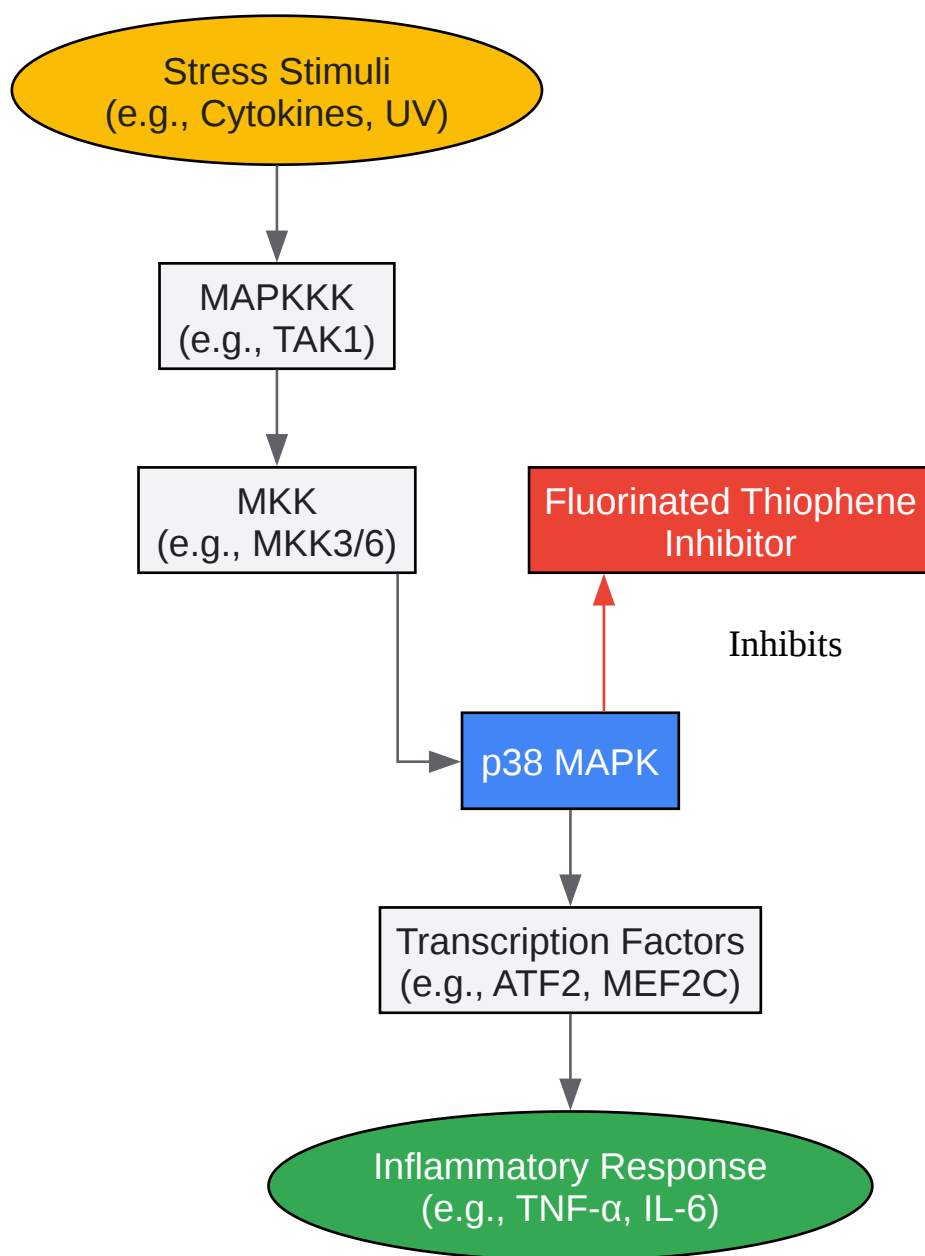 Stress Stimuli
(e.g., Cytokines, UV)
MAPKKK
(e.g., TAK1)
MKK
(e.g., MKK3/6)
Fluorinated Thiophene
Inhibitor
Inhibits
p38 MAPK
Transcription Factors
(e.g., ATF2, MEF2C)
Inflammatory Response
(e.g., TNF-α, IL-6)